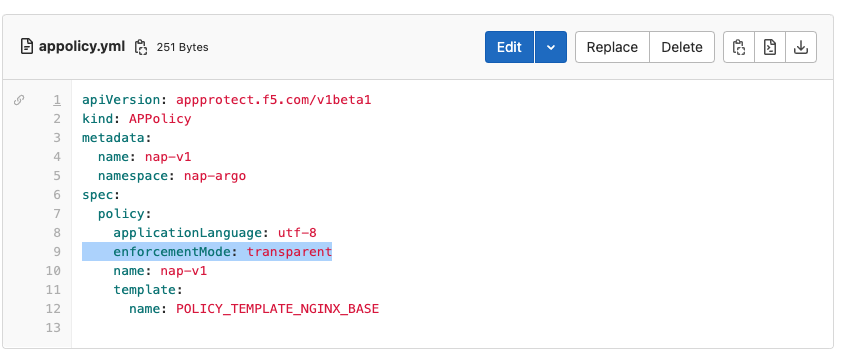 appolicy.yml 251 Bytes Edit Replace Delete
1 apiVersion: appprotect.f5.com/v1beta1
2 kind: APPolicy
3 metadata:
4   name: nap-v1
5   namespace: nap-argo
6 spec:
7   policy:
8     applicationLanguage: utf-8
9     enforcementMode: transparent
10     name: nap-v1
11     template:
12       name: POLICY_TEMPLATE_NGINX_BASE
13